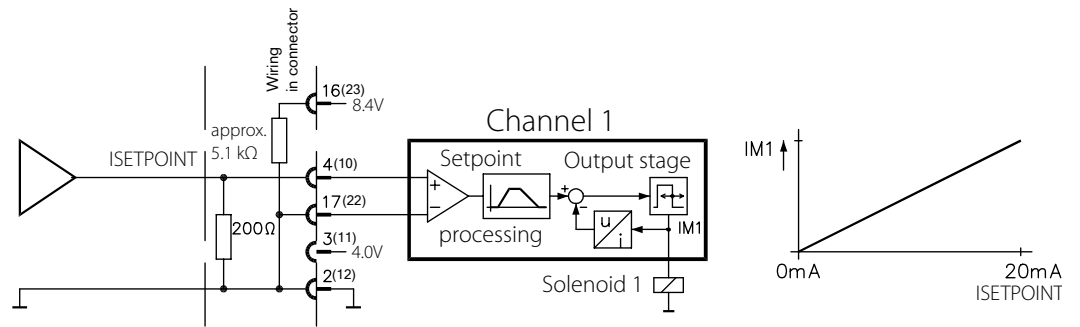 Wiring
in connector
16(23)
8.4V
approx.
5.1 kΩ
ISETPOINT
4(10)
17(22)
200Ω
3(11)
4.0V
2(12)
Channel 1
Setpoint
Output stage
+
−
+
−
u
i
IM1
processing
Solenoid 1
IM1
0mA
20mA
ISETPOINT